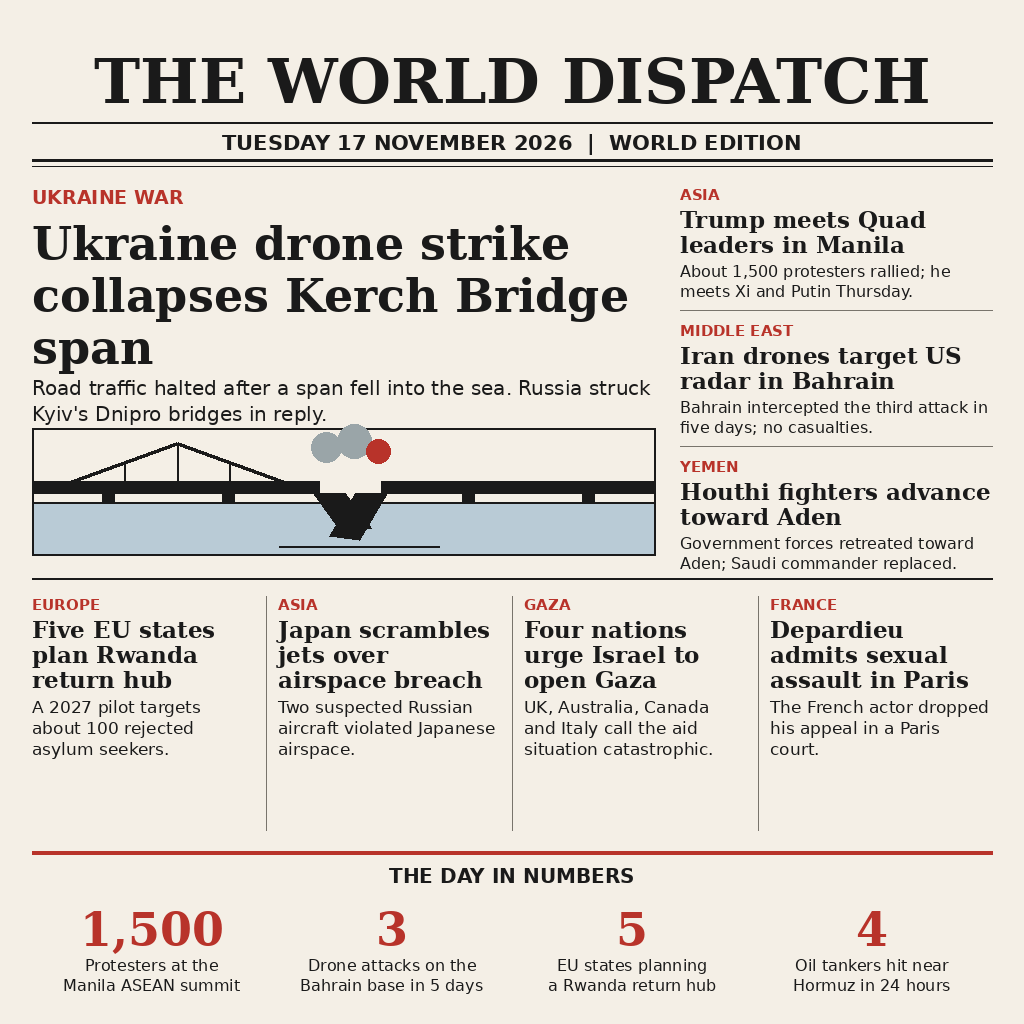 THE WORLD DISPATCH
TUESDAY 17 NOVEMBER 2026 | WORLD EDITION
UKRAINE WAR
Ukraine drone strike
collapses Kerch Bridge
span
Road traffic halted after a span fell into the sea. Russia struck
Kyiv's Dnipro bridges in reply.
ASIA
Trump meets Quad
leaders in Manila
About 1,500 protesters rallied; he
meets Xi and Putin Thursday.
MIDDLE EAST
Iran drones target US
radar in Bahrain
Bahrain intercepted the third attack in
five days; no casualties.
YEMEN
Houthi fighters advance
toward Aden
Government forces retreated toward
Aden; Saudi commander replaced.
EUROPE
Five EU states
plan Rwanda
return hub
A 2027 pilot targets
about 100 rejected
asylum seekers.
ASIA
Japan scrambles
jets over
airspace breach
Two suspected Russian
aircraft violated Japanese
airspace.
GAZA
Four nations
urge Israel to
open Gaza
UK, Australia, Canada
and Italy call the aid
situation catastrophic.
FRANCE
Depardieu
admits sexual
assault in Paris
The French actor dropped
his appeal in a Paris
court.
THE DAY IN NUMBERS
1,500
Protesters at the
Manila ASEAN summit
3
Drone attacks on the
Bahrain base in 5 days
5
EU states planning
a Rwanda return hub
4
Oil tankers hit near
Hormuz in 24 hours